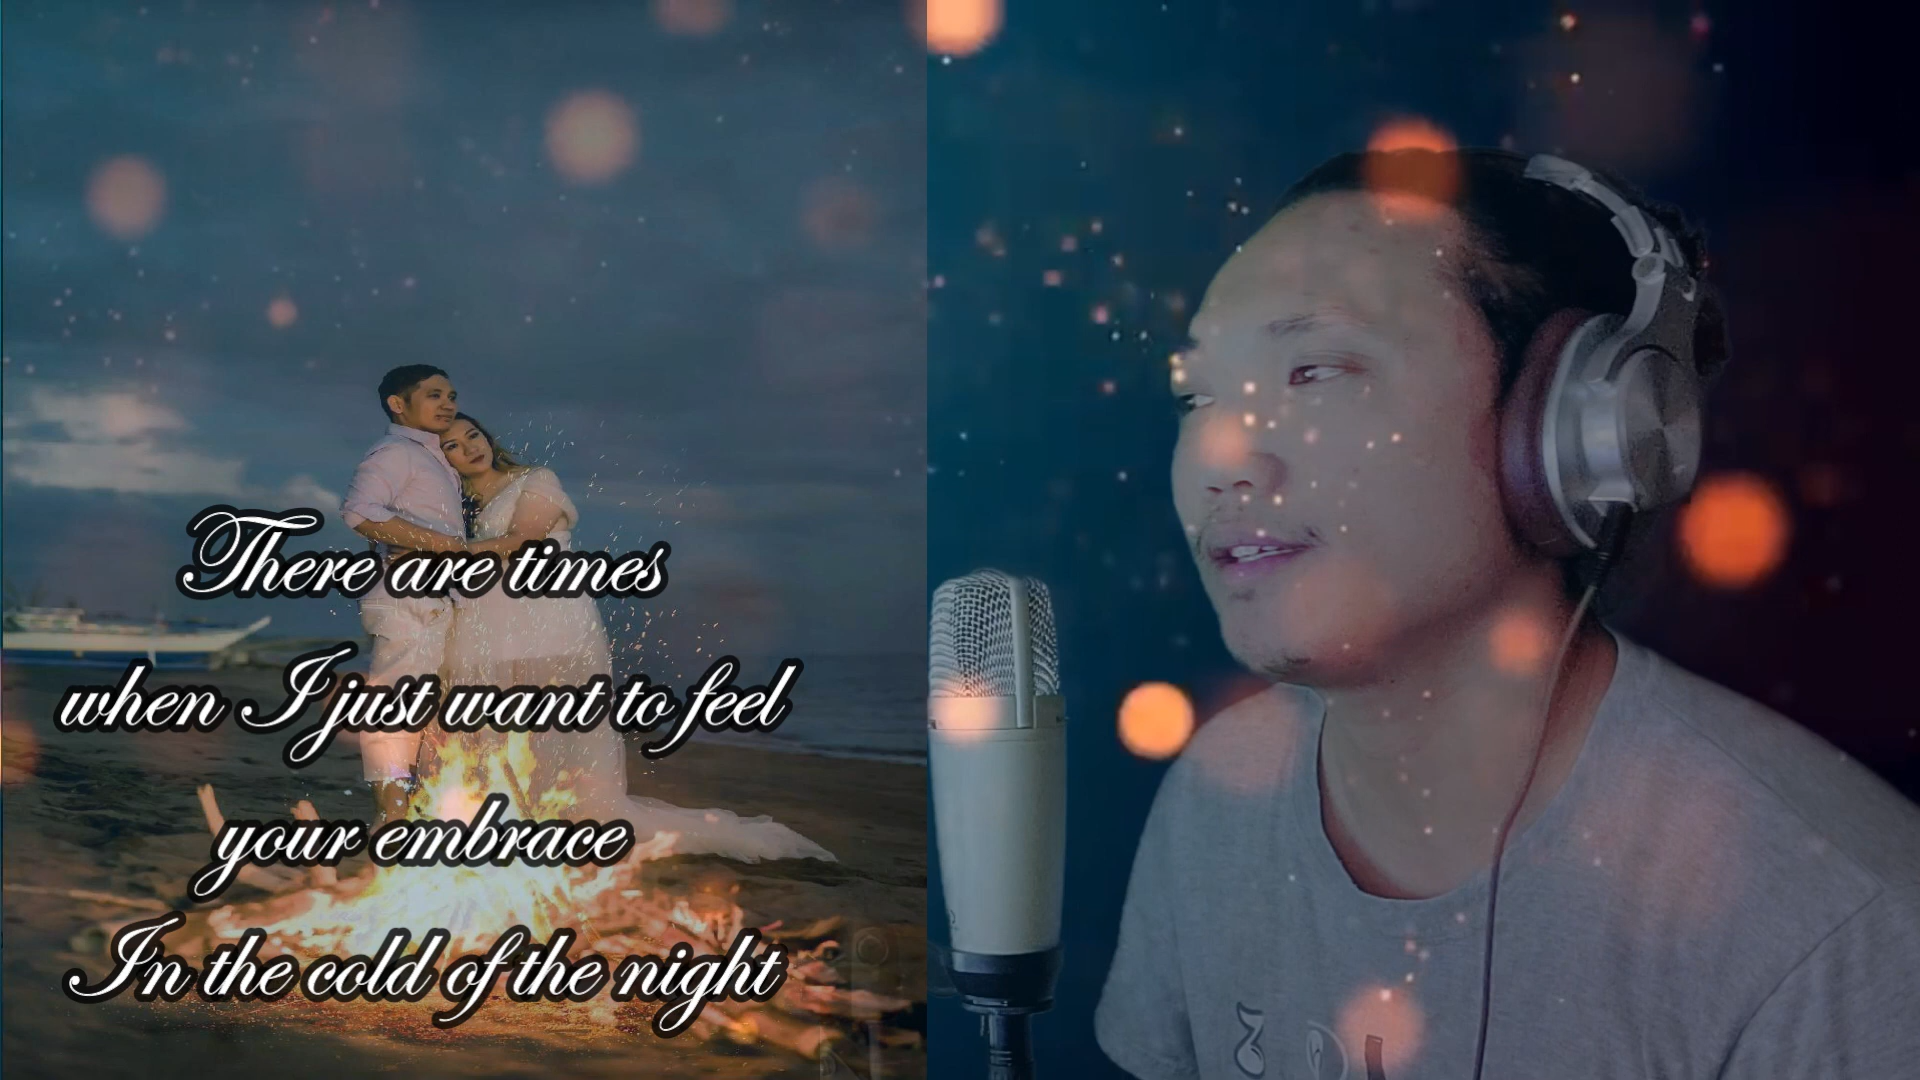 There are times
when I just want to feel
your embrace
In the cold of the night